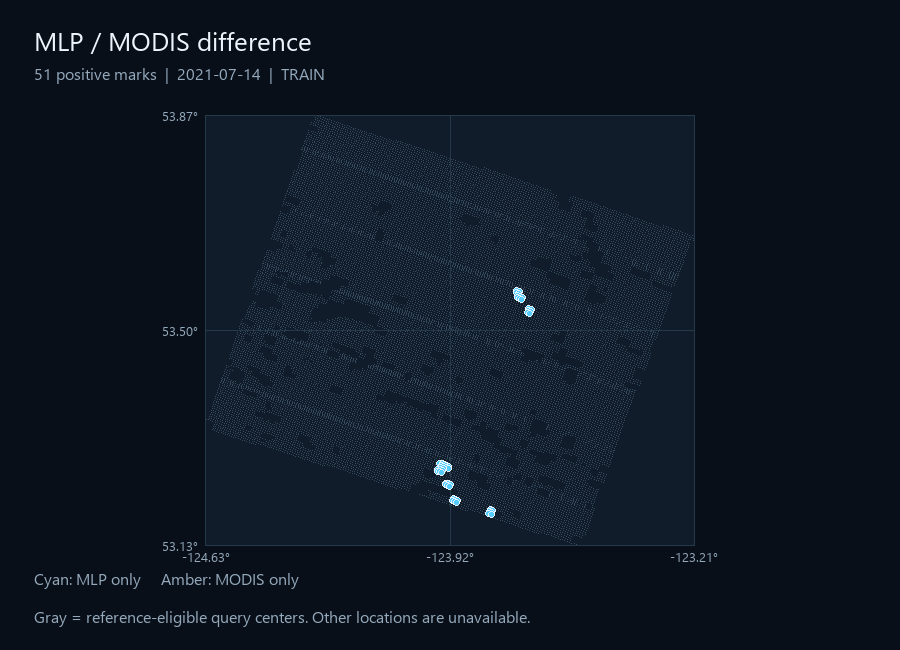 MLP / MODIS difference
51 positive marks | 2021-07-14 | TRAIN
53.87°
53.50°
53.13°
-124.63° -123.92° -123.21°
Cyan: MLP only Amber: MODIS only
Gray = reference-eligible query centers. Other locations are unavailable.